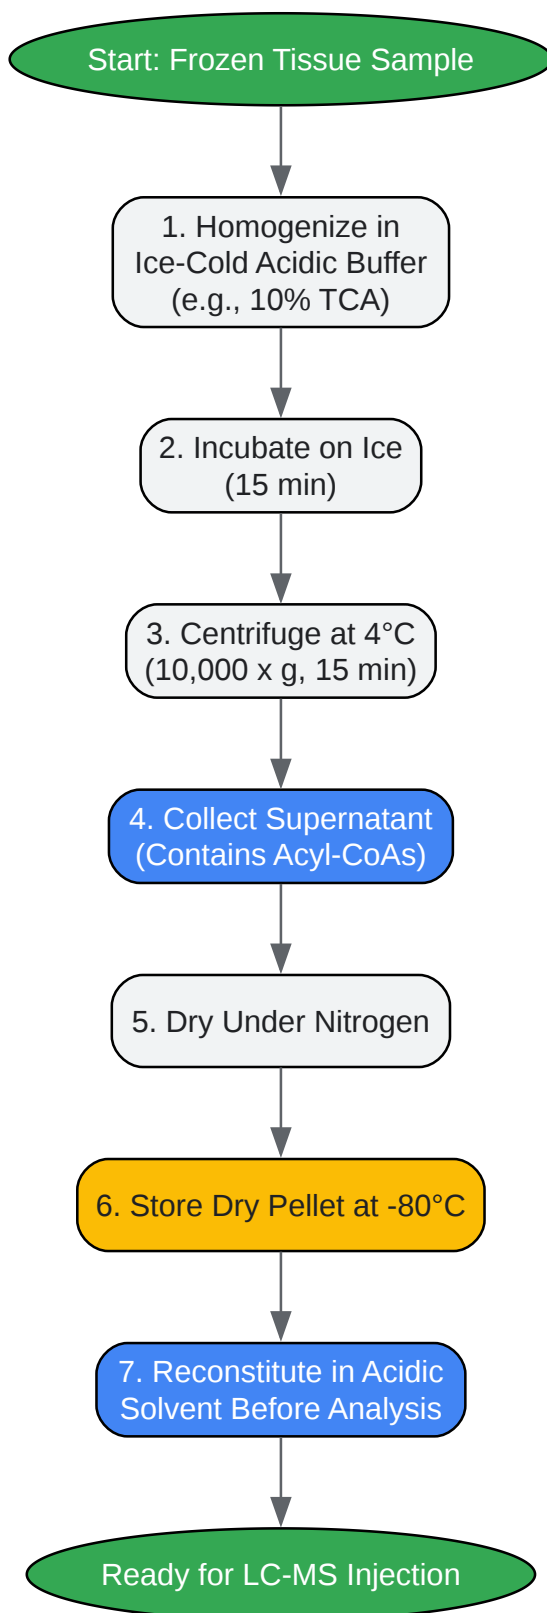 Start: Frozen Tissue Sample
1. Homogenize in
Ice-Cold Acidic Buffer
(e.g., 10% TCA)
2. Incubate on Ice
(15 min)
3. Centrifuge at 4°C
(10,000 x g, 15 min)
4. Collect Supernatant
(Contains Acyl-CoAs)
5. Dry Under Nitrogen
6. Store Dry Pellet at -80°C
7. Reconstitute in Acidic
Solvent Before Analysis
Ready for LC-MS Injection